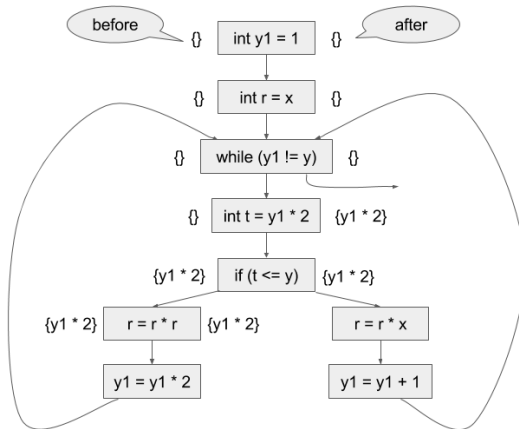 before
after
{} int y1 = 1 {}
{} int r = x {}
{} while (y1 != y) {}
{} int t = y1 * 2 {y1 * 2}
{y1 * 2} if (t <= y) {y1 * 2}
{y1 * 2} r = r * r {y1 * 2} r = r * x
y1 = y1 * 2 y1 = y1 + 1